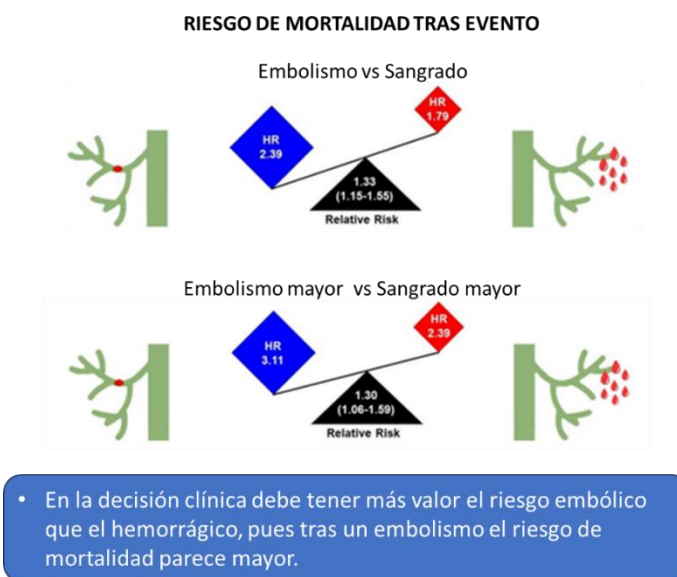 RIESGO DE MORTALIDAD TRAS EVENTO
Embolismo vs Sangrado
HR
1.79
HR
2.39
1.33
(1.15-1.55)
Relative Risk
Embolismo mayor vs Sangrado mayor
HR
2.39
HR
3.11
1.30
(1.06-1.59)
Relative Risk
• En la decisión clínica debe tener más valor el riesgo embólico
que el hemorrágico, pues tras un embolismo el riesgo de
mortalidad parece mayor.